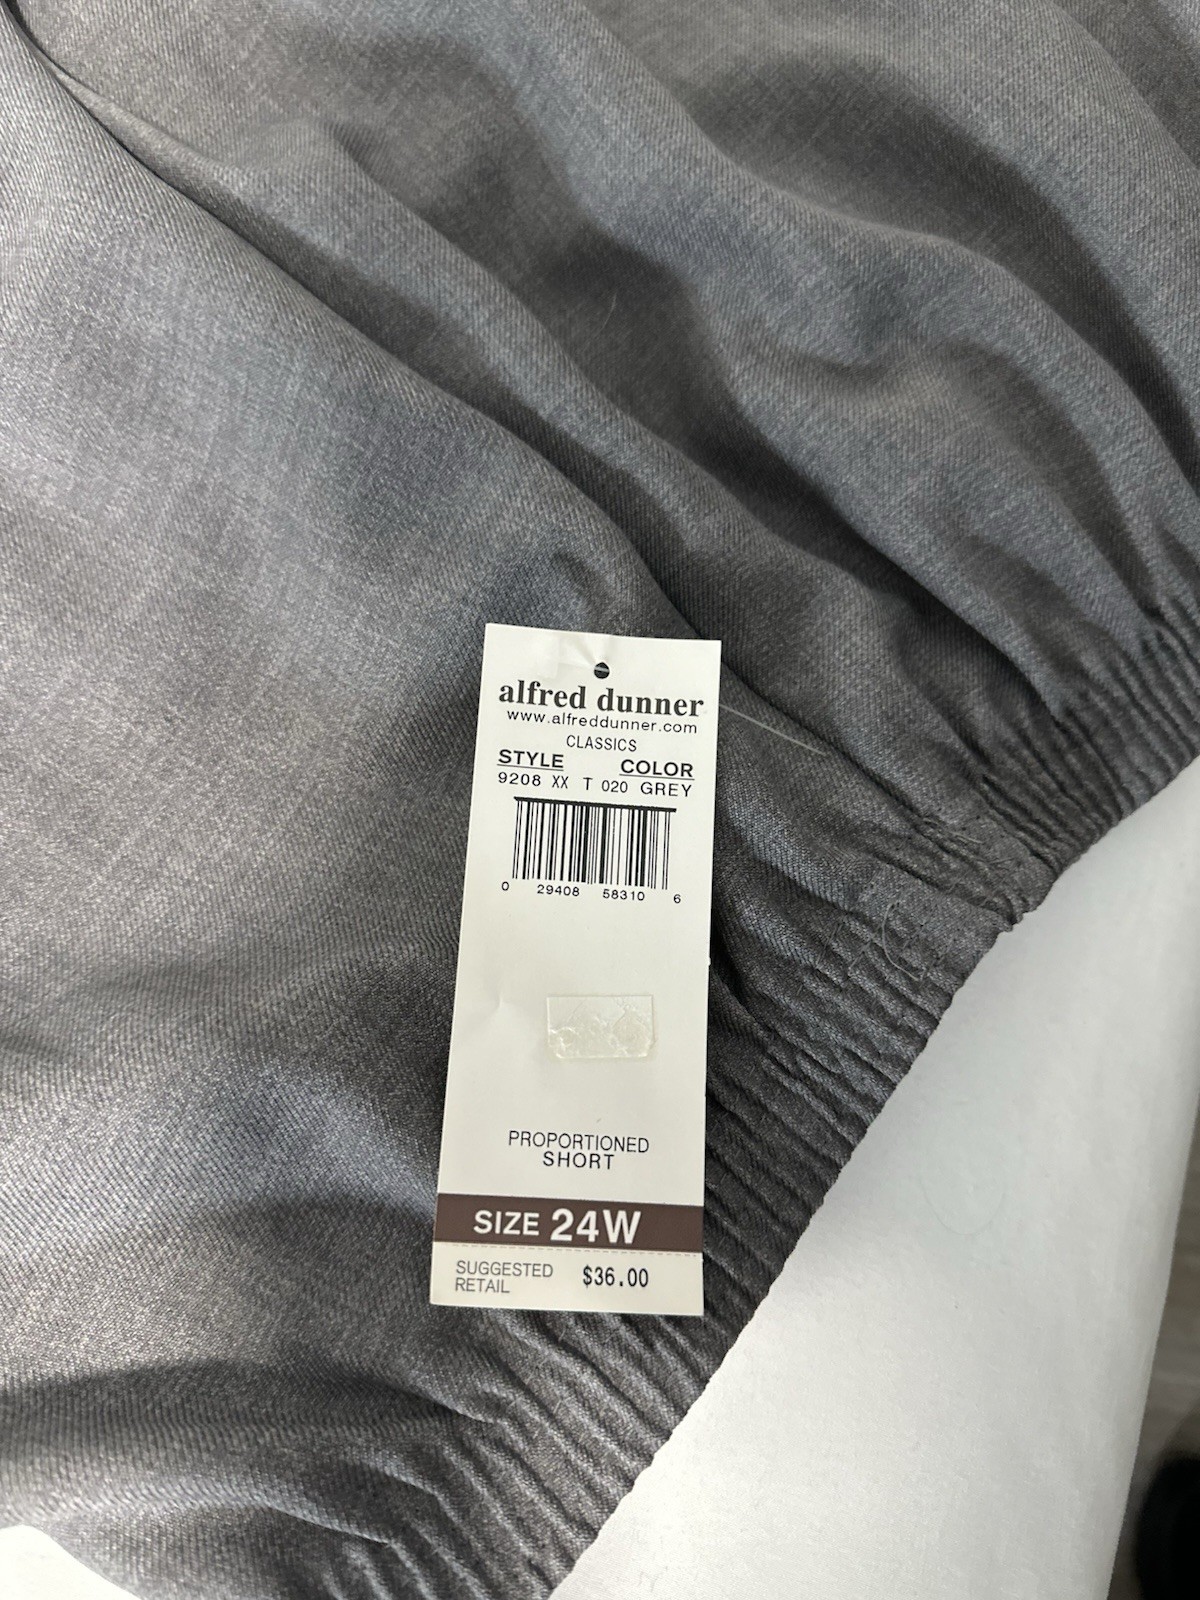 alfred dunner
www.alfreddunner.com
CLASSICS
STYLE COLOR
9208 XX T 020 GREY
0 29408 58310 6
PROPORTIONED
SHORT
SIZE 24W
SUGGESTED
RETAIL $36.00